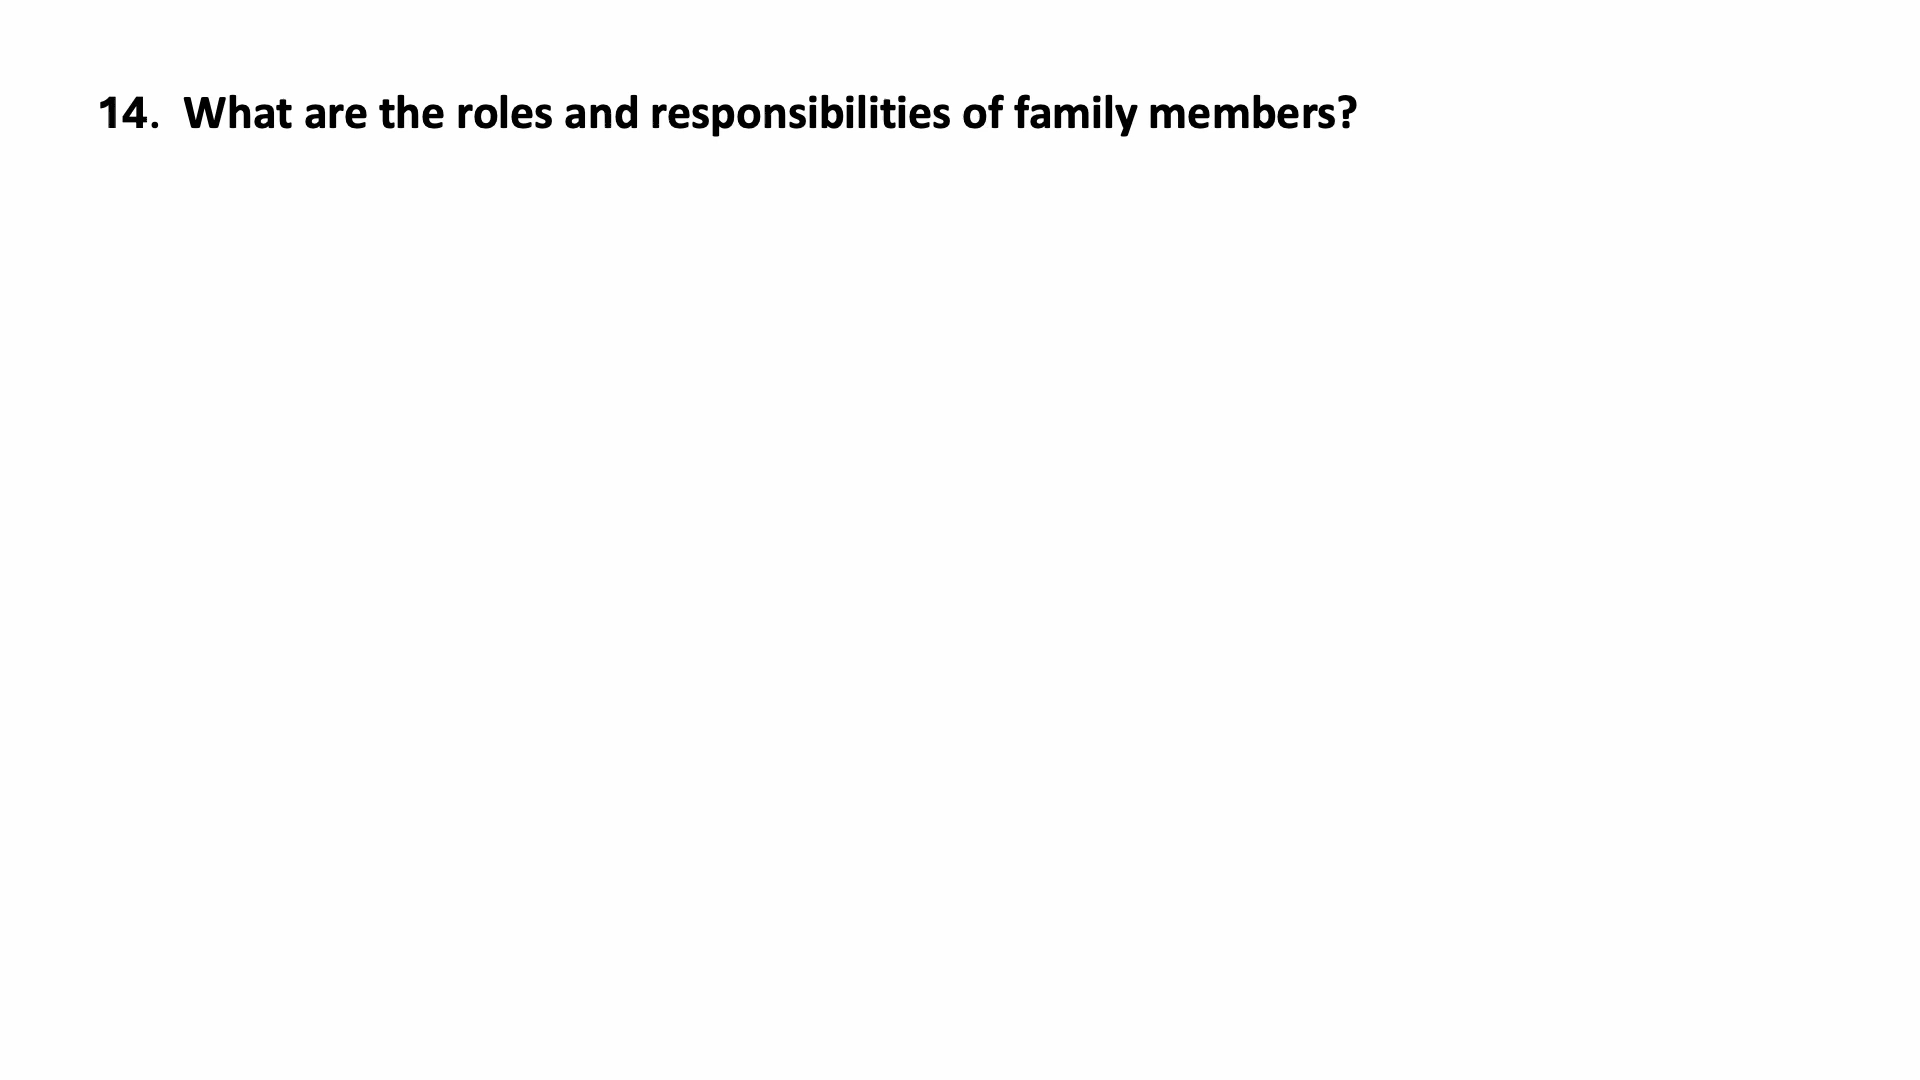 14. What are the roles and responsibilities of family members?